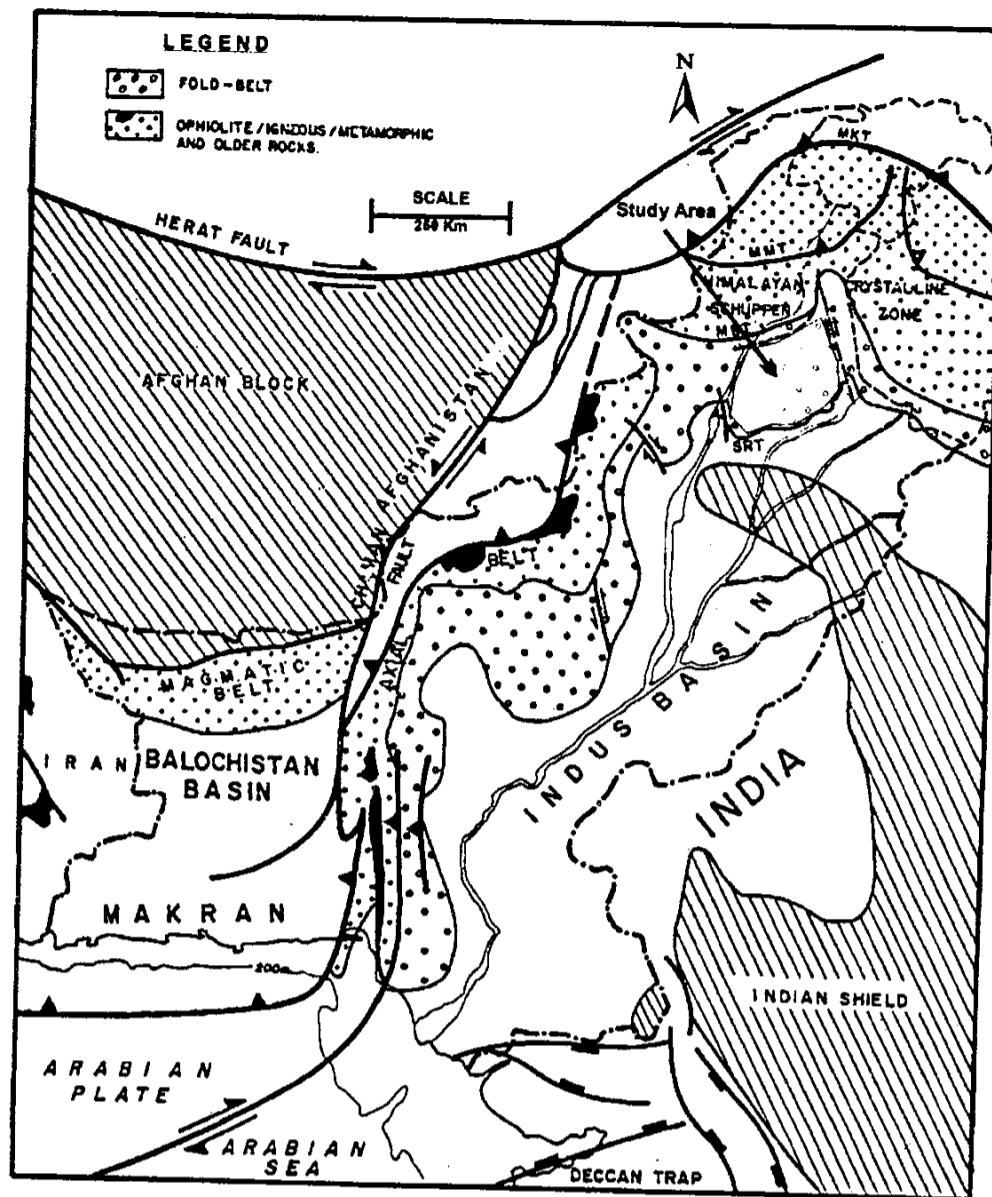 LEGEND
FOLD-BELT
OPHIOLITE/IGNEOUS/METAMORPHIC
AND OLDER ROCKS.
N
MKT
SCALE
Study Area
HERAT FAULT
MMT
HIMALAYAN
CRYSTALLINE
SCHUPPEN
ZONE
MBT
AFGHAN BLOCK
SRT
CHAMAN AFGHANISTAN
FAULT
BELT
AXIAL
MAGMATIC
BELT
INDUS BASIN
IRAN
BALOCHISTAN
BASIN
INDIA
MAKRAN
200m
INDIAN SHIELD
ARABIAN
PLATE
ARABIAN
SEA
DECCAN TRAP